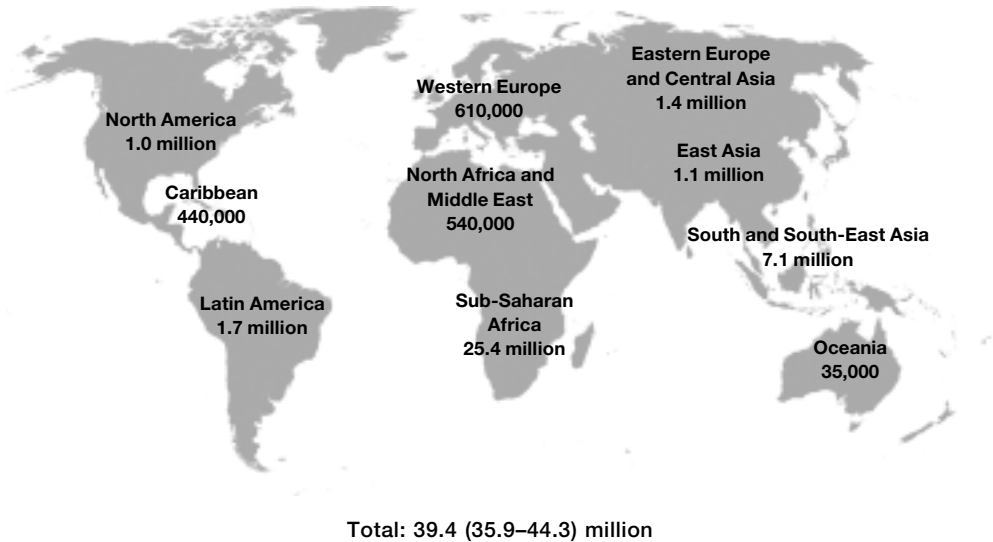 Eastern Europe
and Central Asia
1.4 million
Western Europe
610,000
North America
1.0 million
East Asia
1.1 million
North Africa and
Middle East
540,000
Caribbean
440,000
South and South-East Asia
7.1 million
Latin America
1.7 million
Sub-Saharan
Africa
25.4 million
Oceania
35,000
Total: 39.4 (35.9–44.3) million